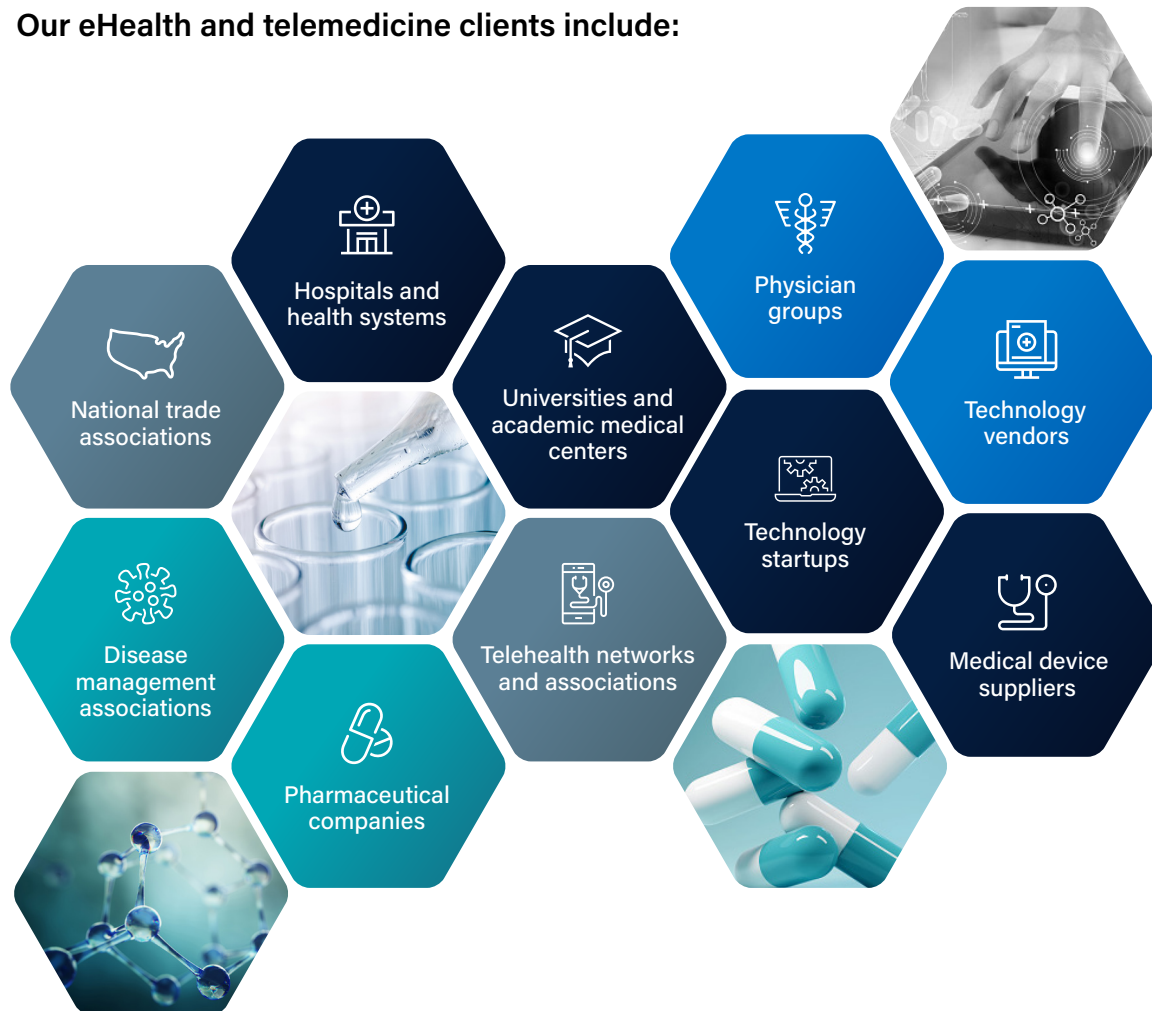 Our eHealth and telemedicine clients include:
Hospitals and
health systems
Physician
groups
National trade
associations
Universities and
academic medical
centers
Technology
vendors
Technology
startups
Disease
management
associations
Telehealth networks
and associations
Medical device
suppliers
Pharmaceutical
companies